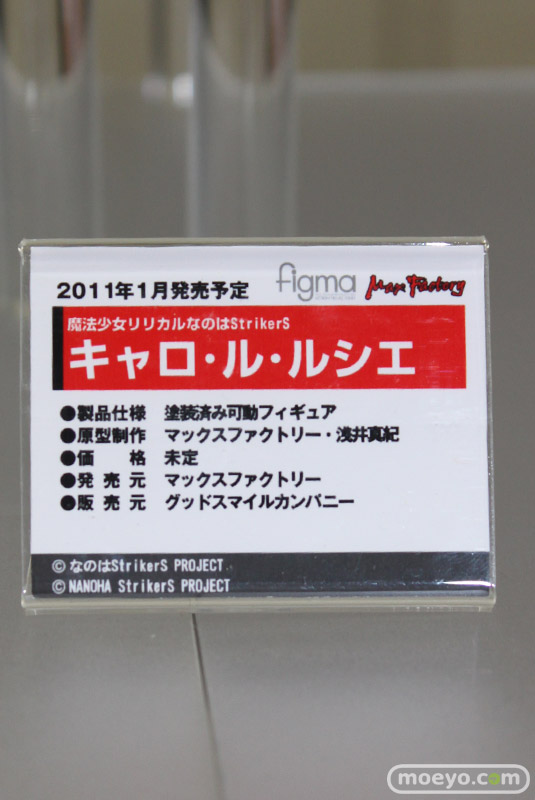 2011年1月発売予定
figma
Max Factory
魔法少女リリカルなのはStrikerS
キャロ・ル・ルシエ
●製品仕様 塗装済み可動フィギュア
●原型制作 マックスファクトリー・浅井真紀
●価格 未定
●発売元 マックスファクトリー
●販売元 グッドスマイルカンパニー
© なのはStrikerS PROJECT
© NANOHA StrikerS PROJECT
moeyo.com